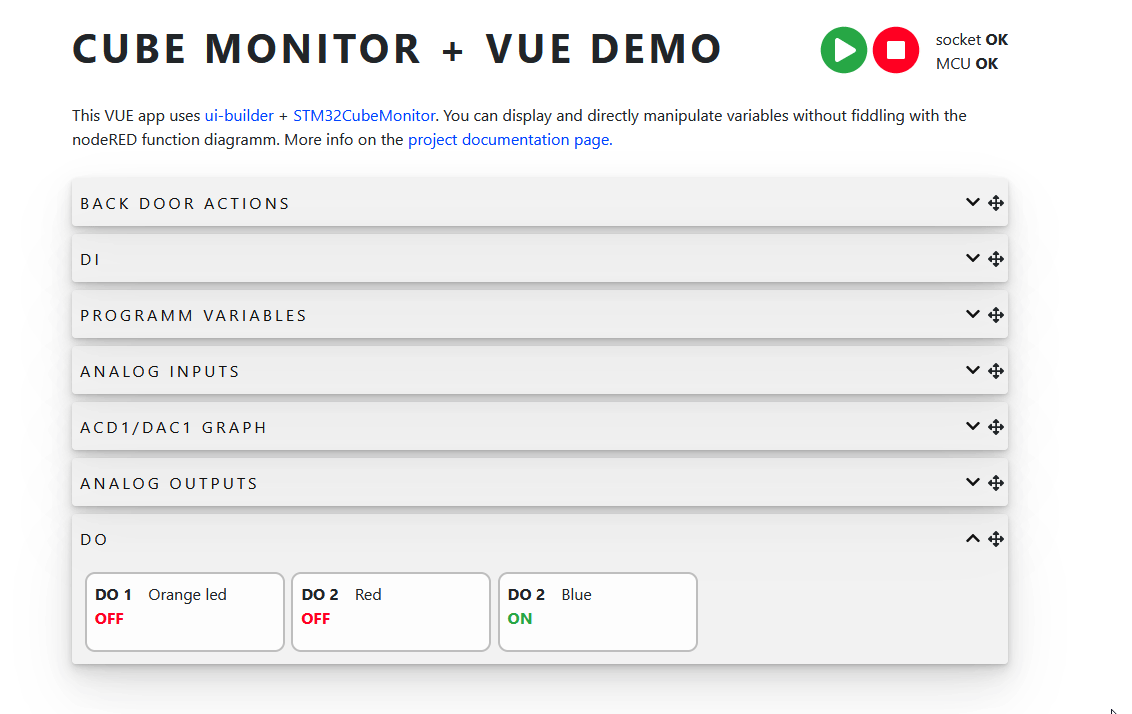 CUBE MONITOR + VUE DEMO
socket OK
MCU OK
This VUE app uses ui-builder + STM32CubeMonitor. You can display and directly manipulate variables without fiddling with the
nodeRED function diagramm. More info on the project documentation page.
BACK DOOR ACTIONS
DI
PROGRAMM VARIABLES
ANALOG INPUTS
ACD1/DAC1 GRAPH
ANALOG OUTPUTS
DO
DO 1 Orange led
OFF
DO 2 Red
OFF
DO 2 Blue
ON